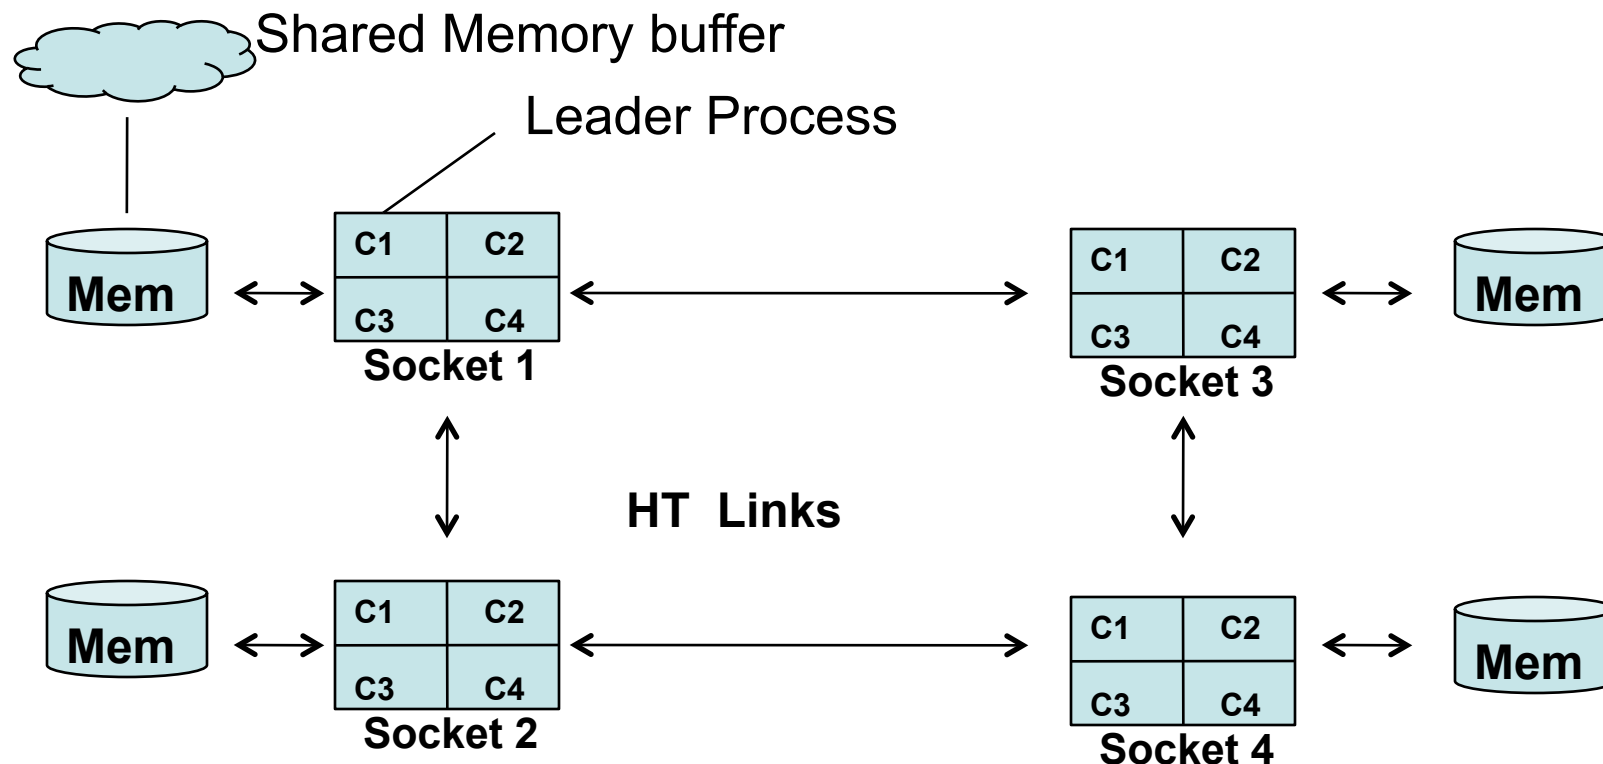 Shared Memory buffer
Leader Process
C1 C2
C3 C4
Mem
Socket 1
C1 C2
C3 C4
Mem
Socket 3
HT Links
C1 C2
C3 C4
Mem
Socket 2
C1 C2
C3 C4
Mem
Socket 4